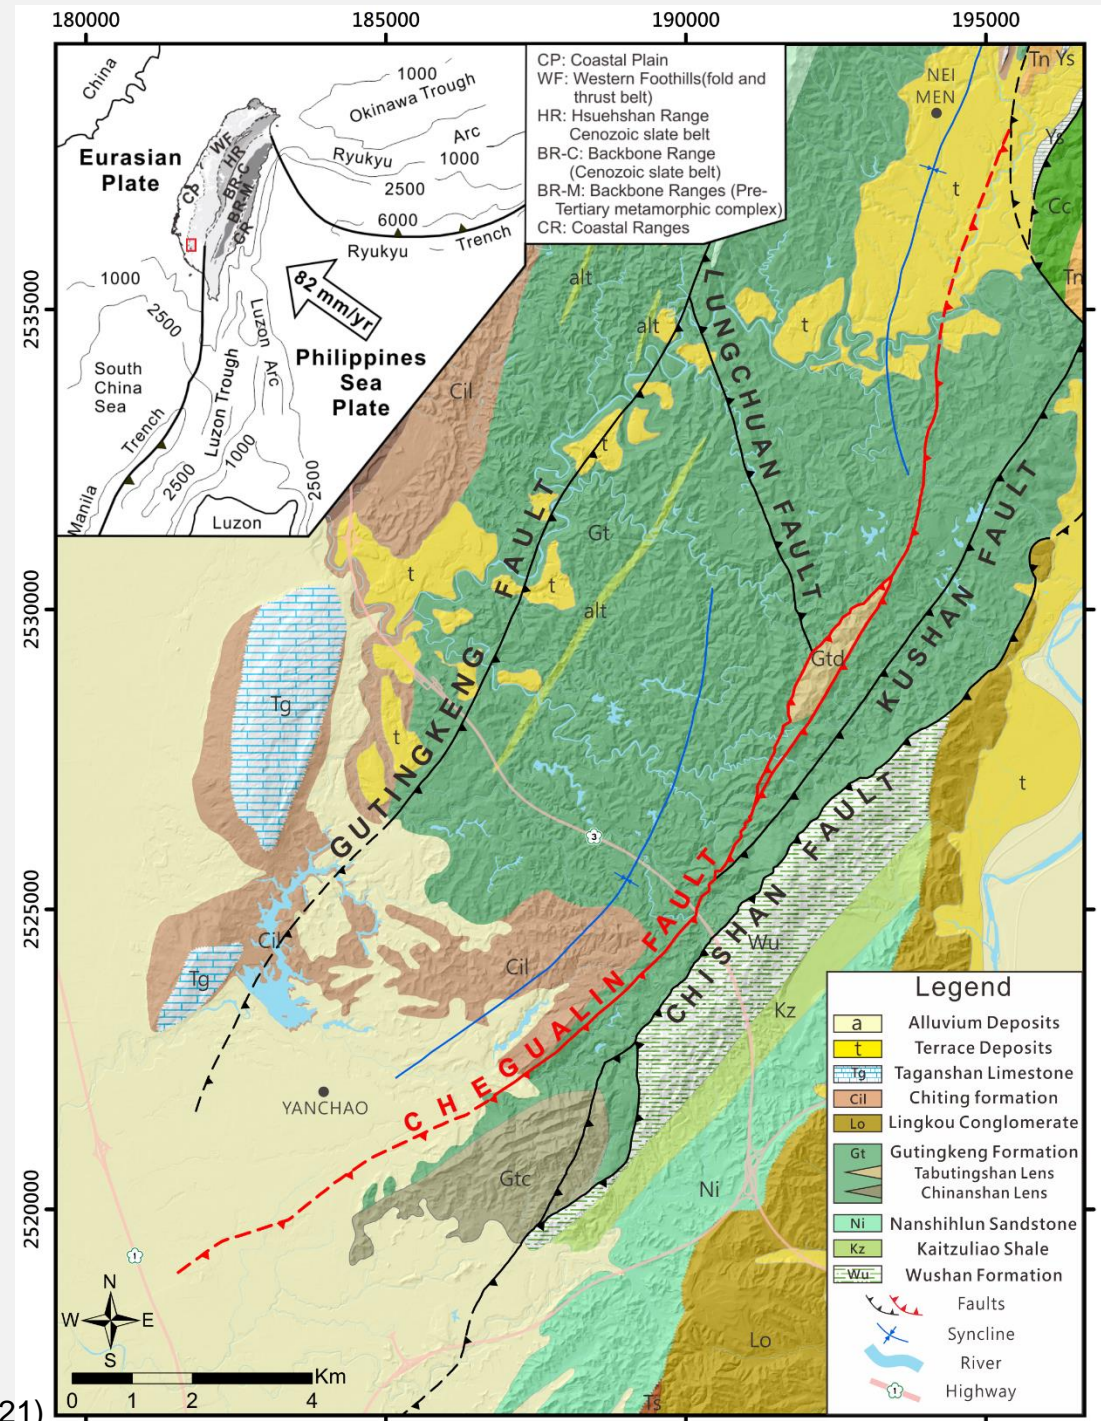 180000 185000 190000 195000
2535000
2530000
2525000
2520000
China
Eurasian
Plate
1000
Okinawa Trough
Ryukyu Arc
1000
2500
6000
Ryukyu Trench
WF
HR
CP
BR-C
BR-M
CR
82 mm/yr
1000
2500
South
China
Sea
Luzon Arc
Luzon Trough
Philippines
Sea
Plate
Manila Trench
2500
1000
2500
Luzon
CP: Coastal Plain
WF: Western Foothills(fold and
thrust belt)
HR: Hsuehshan Range
Cenozoic slate belt
BR-C: Backbone Range
(Cenozoic slate belt)
BR-M: Backbone Ranges (Pre-
Tertiary metamorphic complex)
CR: Coastal Ranges
NEI
MEN
Tn Ys
Ys
t
Cc
Tn
alt
alt
t
Cil
t
Gt
t
t
alt
Gtd
Tg
t
t
3
Cil
Tg
Cil
Wu
Kz
YANCHAO
Gtc
Ni
Lo
Ts
1
LUNGCHUAN FAULT
GUTINGKENG FAULT
KUSHAN FAULT
CHISHAN FAULT
CHEGUALIN FAULT
Legend
a Alluvium Deposits
t Terrace Deposits
Tg Taganshan Limestone
Cil Chiting formation
Lo Lingkou Conglomerate
Gt Gutingkeng Formation
Tabutingshan Lens
Chinanshan Lens
Ni Nanshihlun Sandstone
Kz Kaitzuliao Shale
Wu Wushan Formation
Faults
Syncline
River
1 Highway
N
W E
S
Km
0 1 2 4
21)